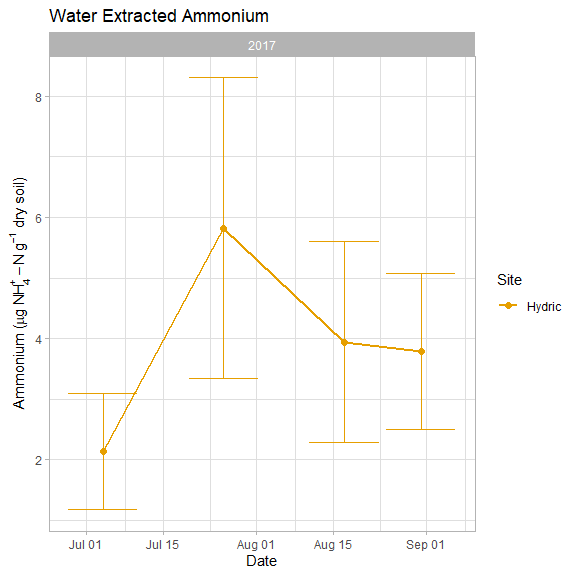 Water Extracted Ammonium
2017
8
6
4
2
Ammonium (µg NH₄⁺ − N g⁻¹ dry soil)
Jul 01 Jul 15 Aug 01 Aug 15 Sep 01
Date
Site
Hydric